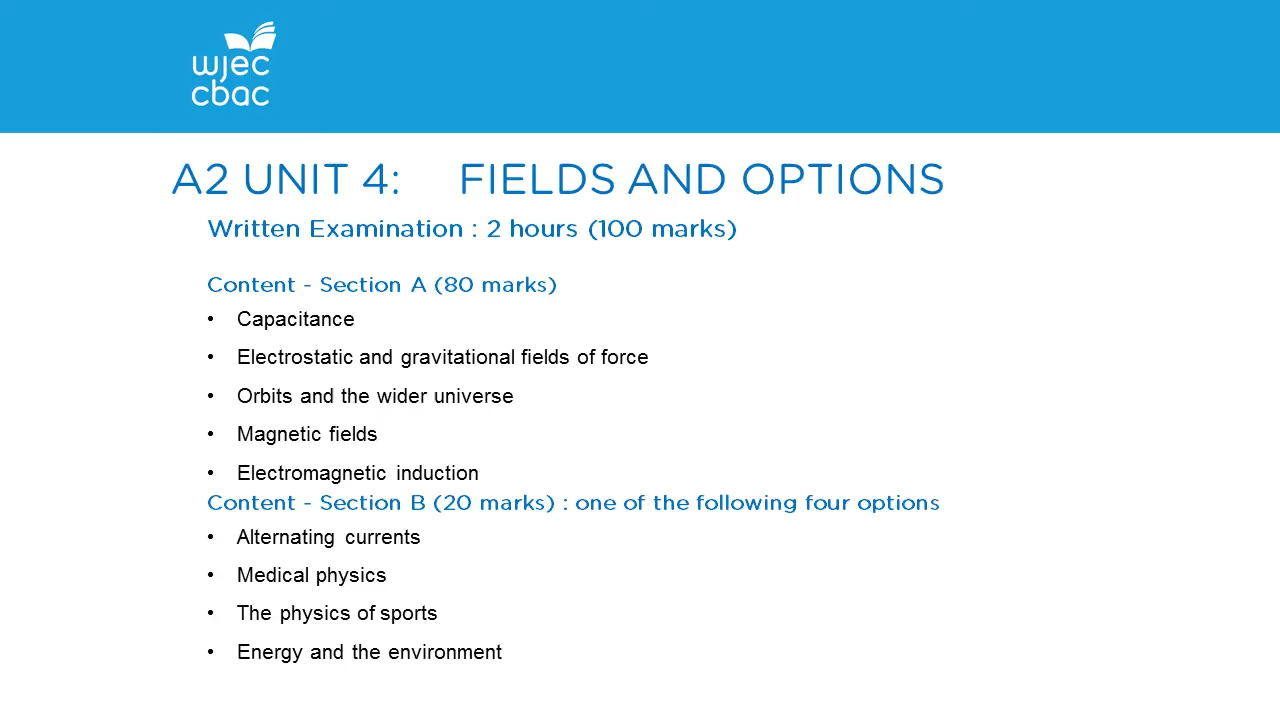 wjec
cbac
A2 UNIT 4: FIELDS AND OPTIONS
Written Examination : 2 hours (100 marks)
Content - Section A (80 marks)
• Capacitance
• Electrostatic and gravitational fields of force
• Orbits and the wider universe
• Magnetic fields
• Electromagnetic induction
Content - Section B (20 marks) : one of the following four options
• Alternating currents
• Medical physics
• The physics of sports
• Energy and the environment